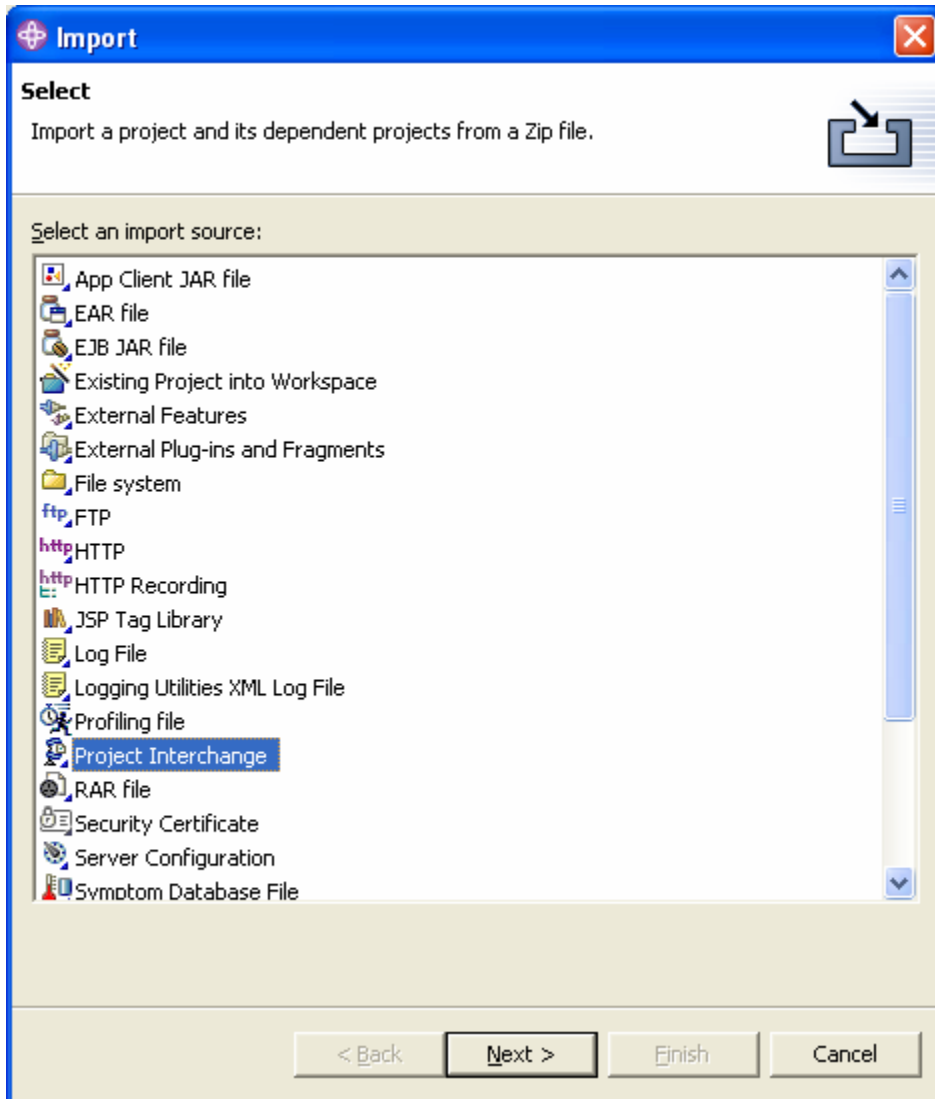 Import
Select
Import a project and its dependent projects from a Zip file.
Select an import source:
App Client JAR file
EAR file
EJB JAR file
Existing Project into Workspace
External Features
External Plug-ins and Fragments
File system
ftp FTP
http HTTP
http HTTP Recording
JSP Tag Library
Log File
Logging Utilities XML Log File
Profiling file
Project Interchange
RAR file
Security Certificate
Server Configuration
Symptom Database File
< Back Next > Finish Cancel